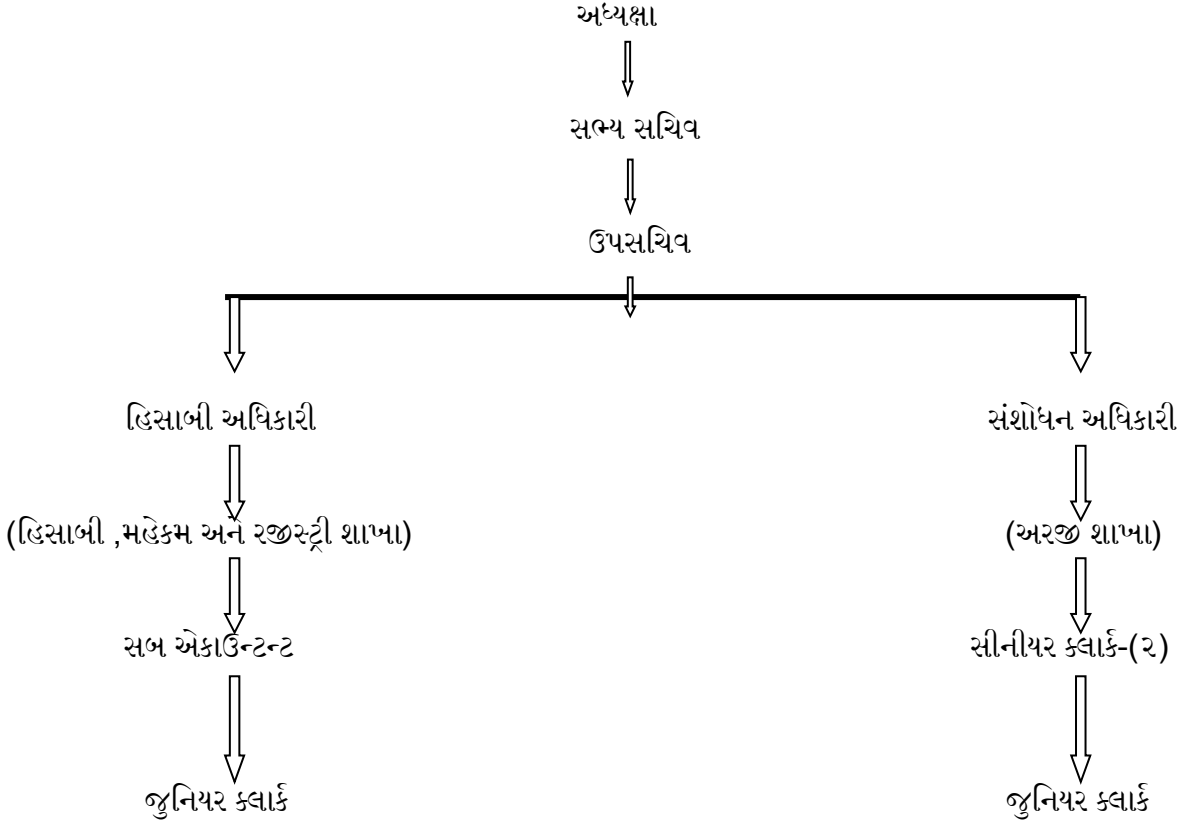 અધ્યક્ષા
સભ્ય સચિવ
ઉપસચિવ
હિસાબી અધિકારી
સંશોધન અધિકારી
(હિસાબી ,મહેકમ અને રજીસ્ટ્રી શાખા)
(અરજી શાખા)
સબ એકાઉન્ટન્ટ
સીનીયર ક્લાર્ક-(૨)
જુનિયર ક્લાર્ક
જુનિયર ક્લાર્ક